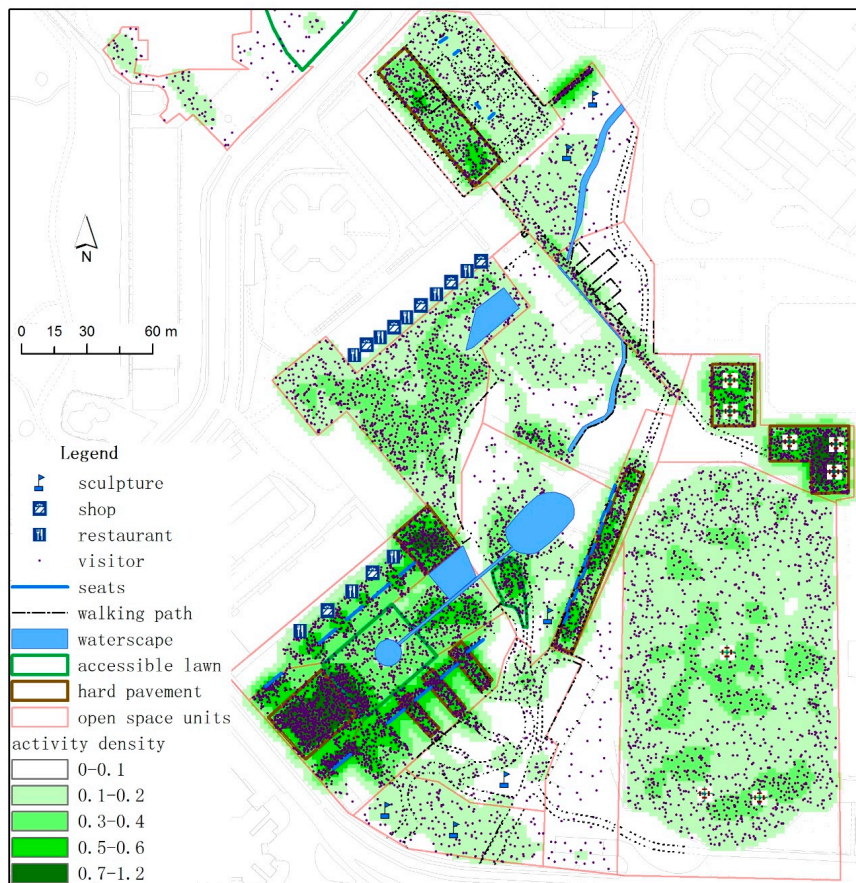 N
0 15 30 60 m
Legend
sculpture
shop
restaurant
visitor
seats
walking path
waterscape
accessible lawn
hard pavement
open space units
activity density
0-0.1
0.1-0.2
0.3-0.4
0.5-0.6
0.7-1.2